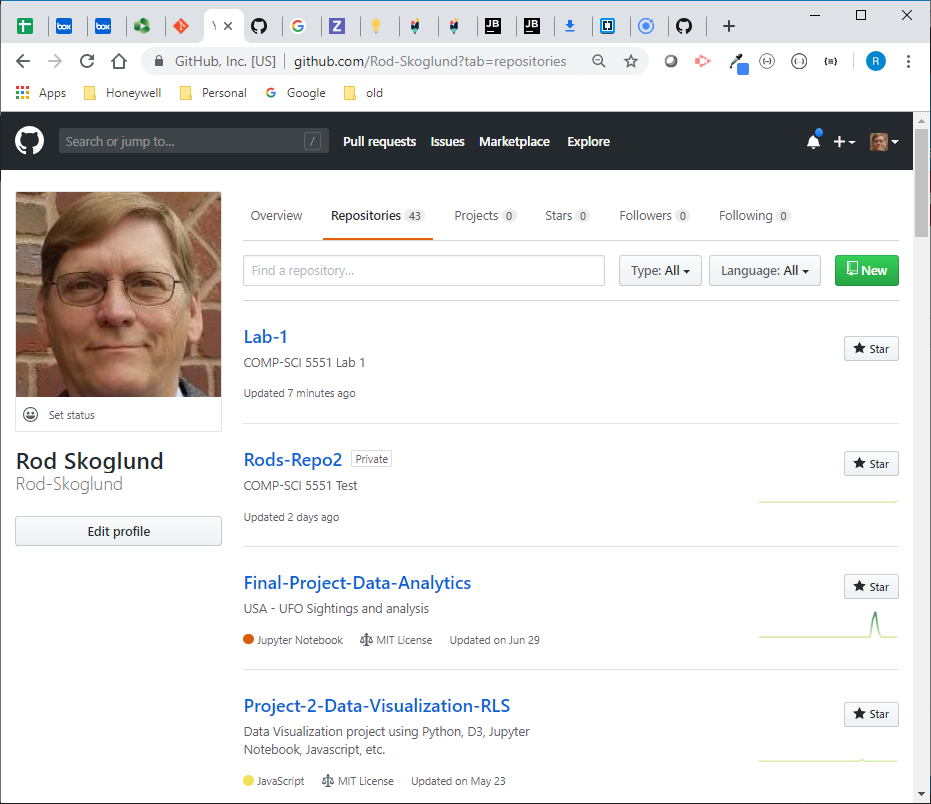 GitHub, Inc. [US] | github.com/Rod-Skoglund?tab=repositories
R
Apps Honeywell Personal Google old
Search or jump to... /
Pull requests Issues Marketplace Explore
Overview Repositories 43 Projects 0 Stars 0 Followers 0 Following 0
Find a repository... Type: All Language: All New
Lab-1
Star
COMP-SCI 5551 Lab 1
Updated 7 minutes ago
Set status
Rod Skoglund
Rod-Skoglund
Edit profile
Rods-Repo2 Private
Star
COMP-SCI 5551 Test
Updated 2 days ago
Final-Project-Data-Analytics
Star
USA - UFO Sightings and analysis
Jupyter Notebook MIT License Updated on Jun 29
Project-2-Data-Visualization-RLS
Star
Data Visualization project using Python, D3, Jupyter
Notebook, Javascript, etc.
JavaScript MIT License Updated on May 23